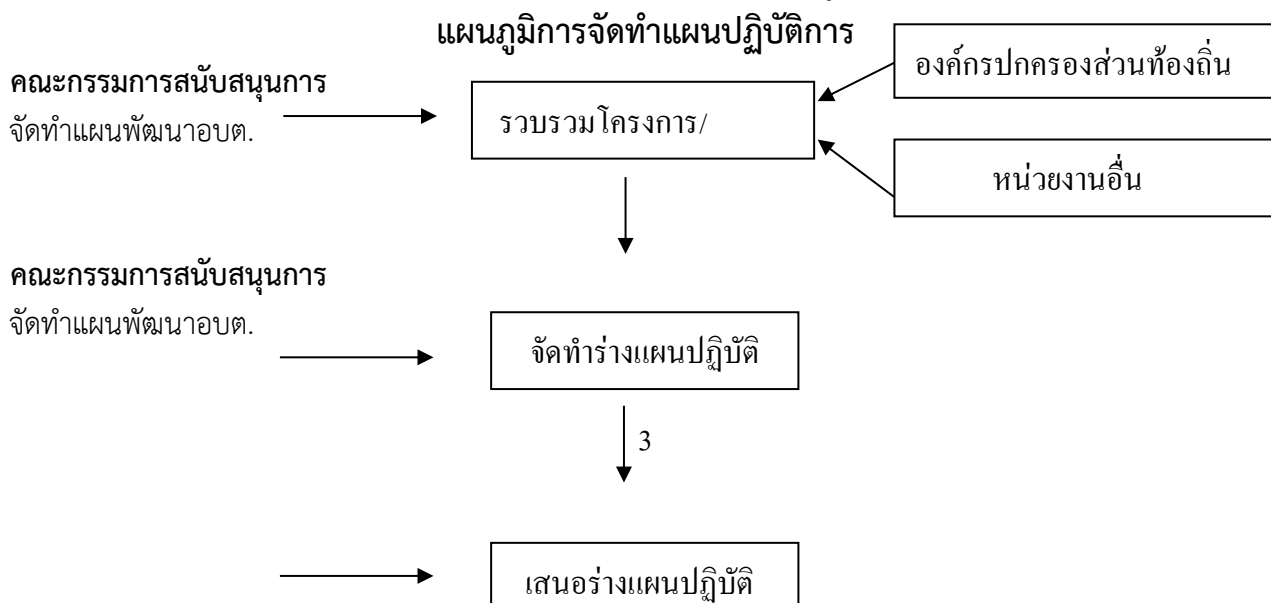 แผนภูมิการจัดทำแผนปฏิบัติการ
องค์กรปกครองส่วนท้องถิ่น
คณะกรรมการสนับสนุนการ
จัดทำแผนพัฒนาอบต.
รวบรวมโครงการ/
หน่วยงานอื่น
คณะกรรมการสนับสนุนการ
จัดทำแผนพัฒนาอบต.
จัดทำร่างแผนปฏิบัติ
3
เสนอร่างแผนปฏิบัติ